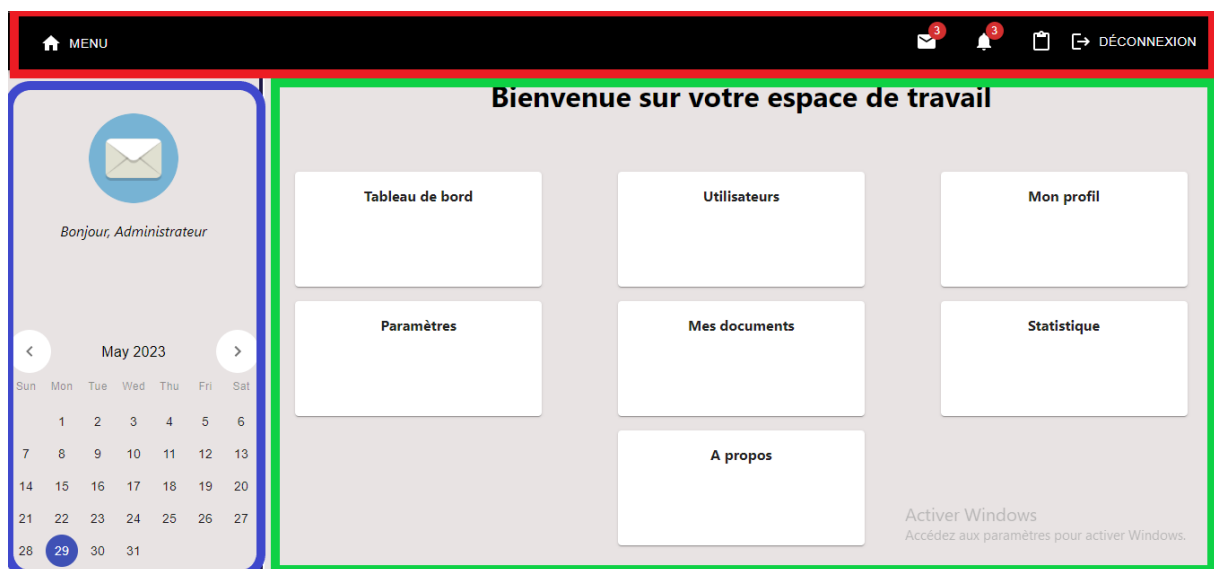 MENU
3
3
DÉCONNEXION
Bonjour, Administrateur
May 2023
Sun Mon Tue Wed Thu Fri Sat
1 2 3 4 5 6
7 8 9 10 11 12 13
14 15 16 17 18 19 20
21 22 23 24 25 26 27
28 29 30 31
Bienvenue sur votre espace de travail
Tableau de bord
Utilisateurs
Mon profil
Paramètres
Mes documents
Statistique
A propos
Activer Windows
Accédez aux paramètres pour activer Windows.